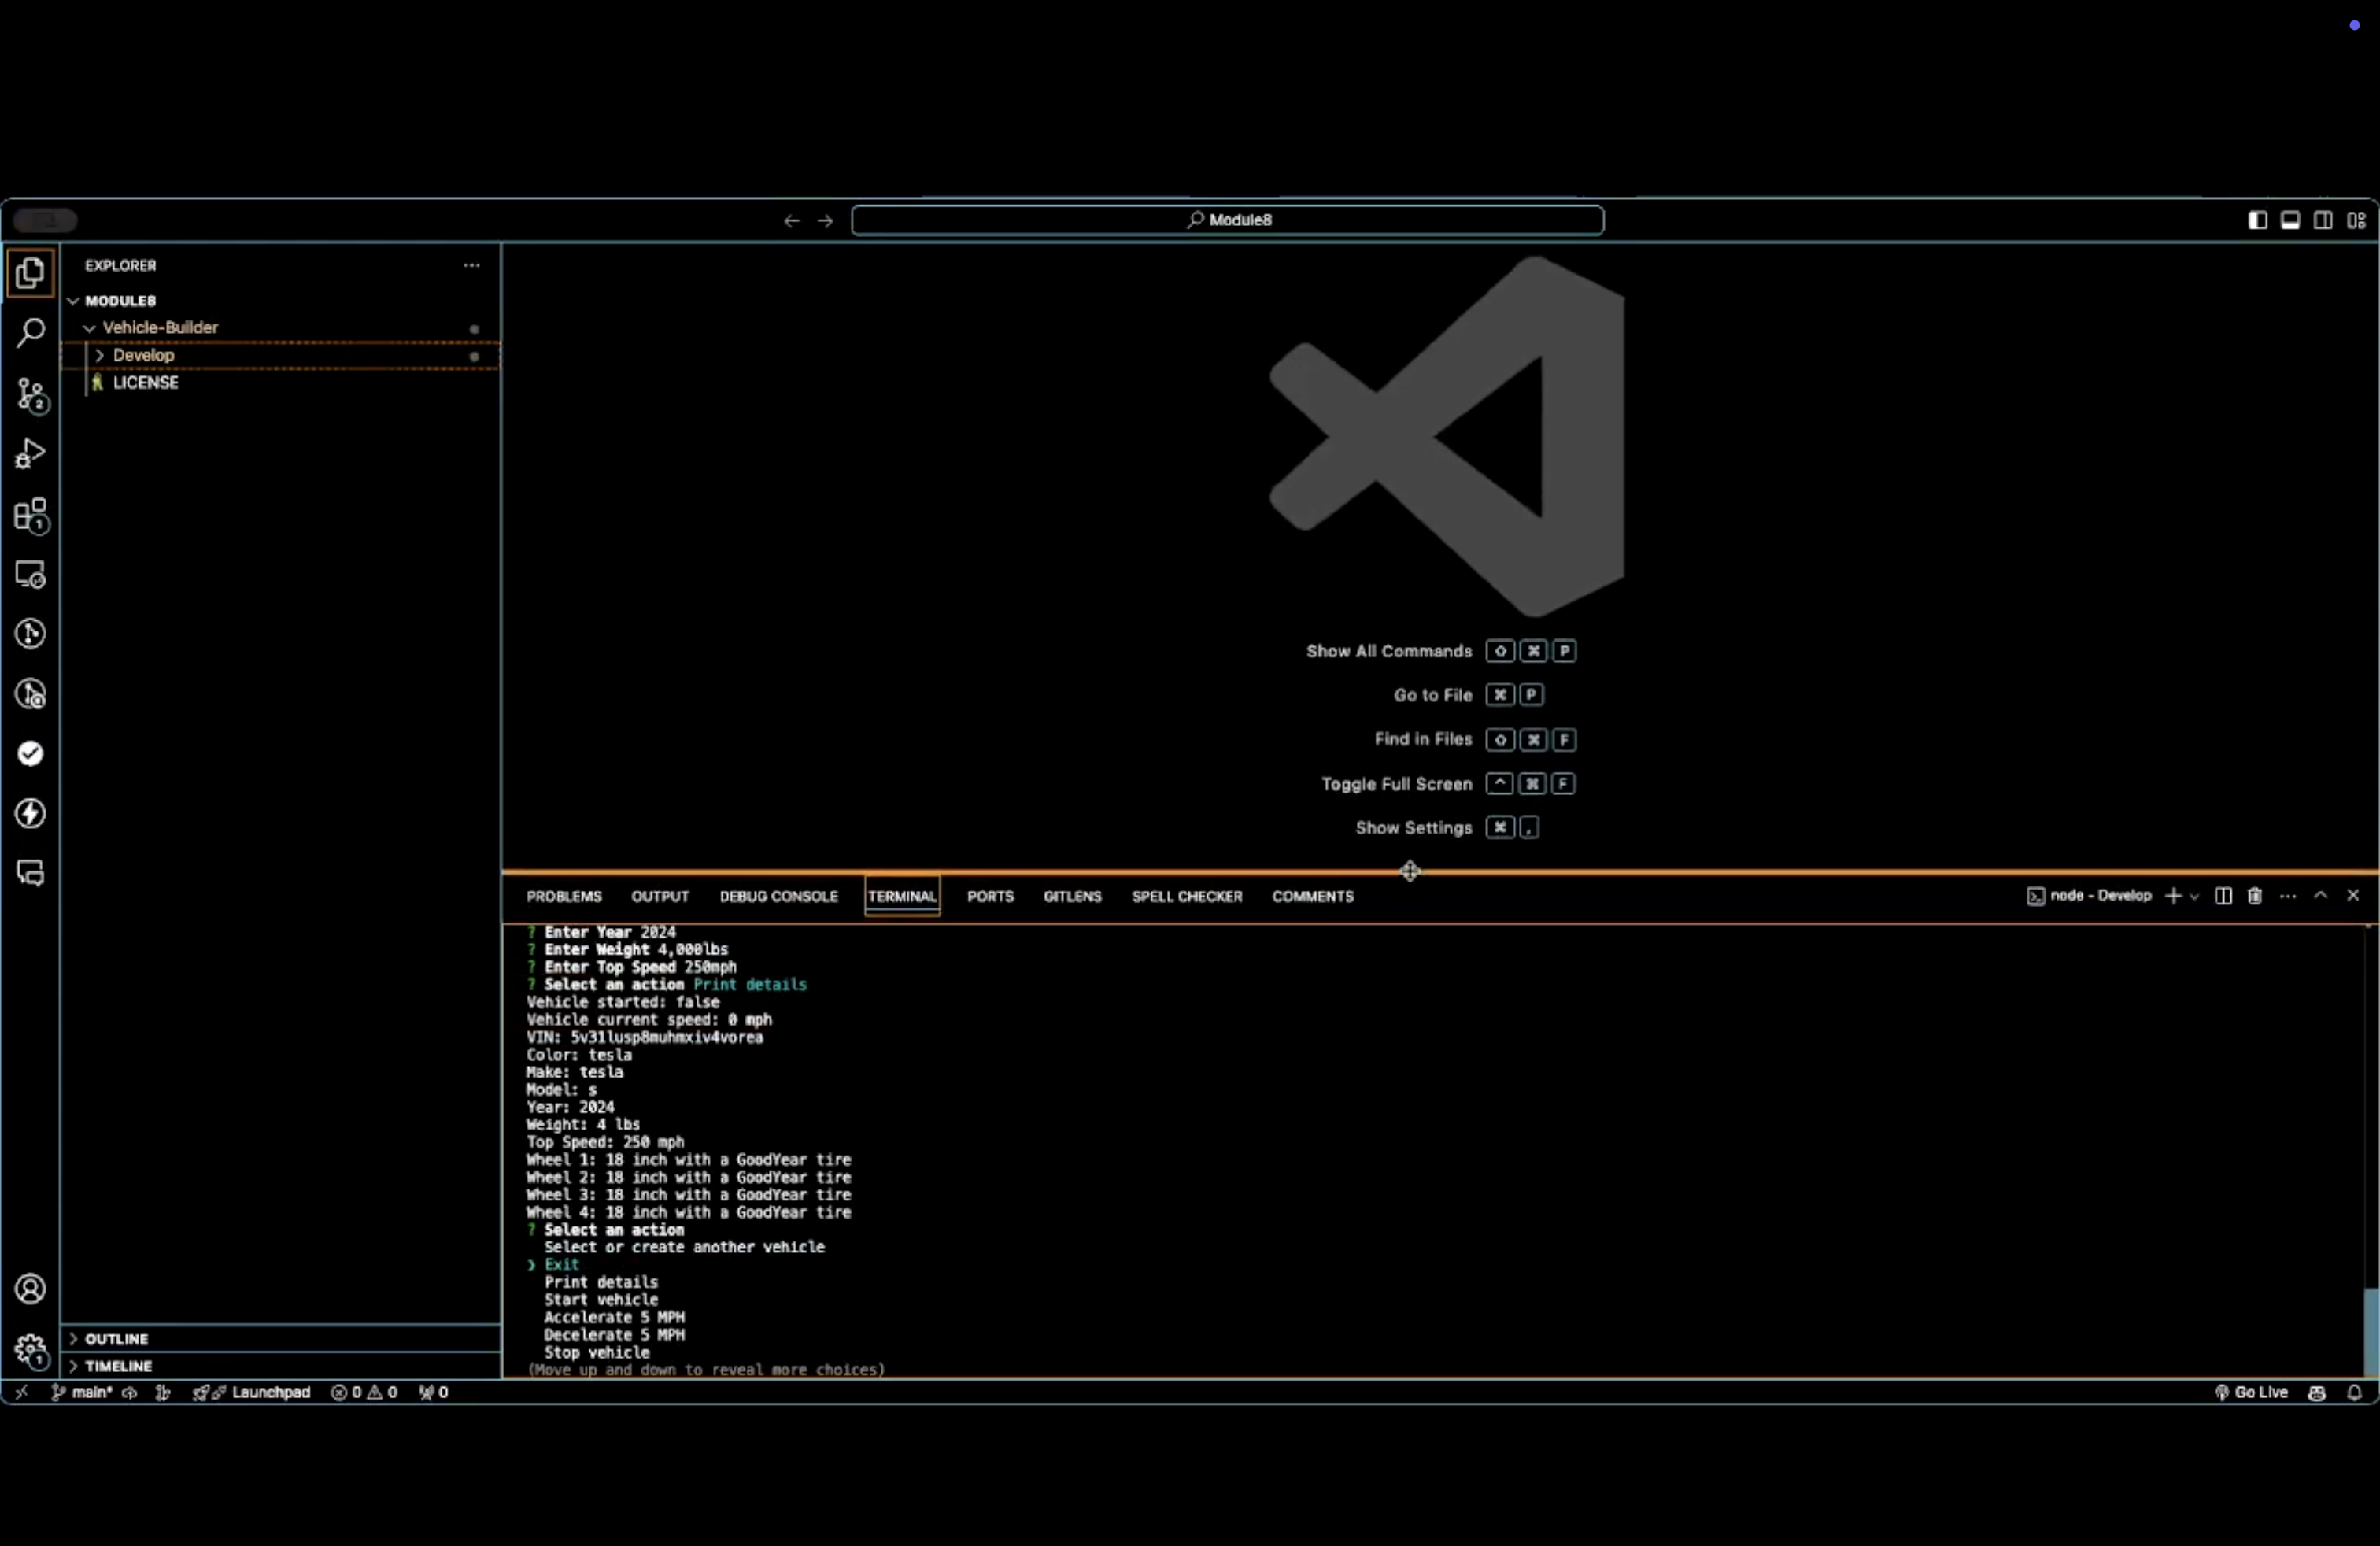 Module8
EXPLORER
MODULE8
Vehicle-Builder
Develop
LICENSE
2
1
Show All Commands ⇧ ⌘ P
Go to File ⌘ P
Find in Files ⇧ ⌘ F
Toggle Full Screen ^ ⌘ F
Show Settings ⌘ ,
PROBLEMS OUTPUT DEBUG CONSOLE TERMINAL PORTS GITLENS SPELL CHECKER COMMENTS
node - Develop
? Enter Year 2024
? Enter Weight 4,000lbs
? Enter Top Speed 250mph
? Select an action Print details
Vehicle started: false
Vehicle current speed: 0 mph
VIN: 5v31lusp8muhmxiv4vorea
Color: tesla
Make: tesla
Model: s
Year: 2024
Weight: 4 lbs
Top Speed: 250 mph
Wheel 1: 18 inch with a GoodYear tire
Wheel 2: 18 inch with a GoodYear tire
Wheel 3: 18 inch with a GoodYear tire
Wheel 4: 18 inch with a GoodYear tire
? Select an action
Select or create another vehicle
❯ Exit
Print details
Start vehicle
Accelerate 5 MPH
Decelerate 5 MPH
Stop vehicle
(Move up and down to reveal more choices)
OUTLINE
TIMELINE
1
main* Launchpad 0 0 0
Go Live